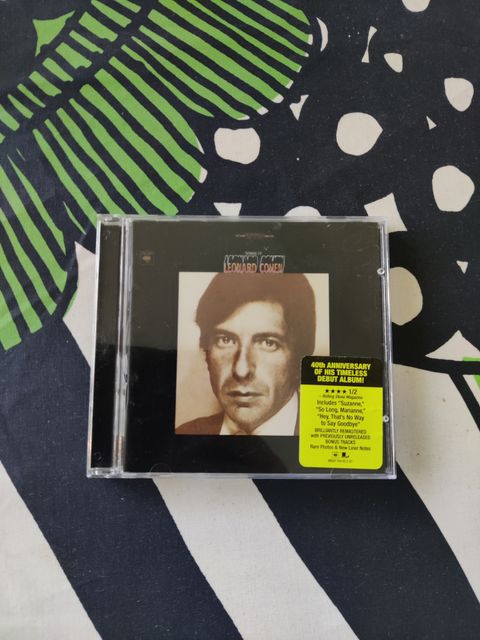 SONGS OF
LEONARD COHEN
40th ANNIVERSARY
OF HIS TIMELESS
DEBUT ALBUM!
★★★★ 1/2
—Rolling Stone Magazine
Includes "Suzanne,"
"So Long, Marianne,"
"Hey, That's No Way
to Say Goodbye"
BRILLIANTLY REMASTERED
with PREVIOUSLY UNRELEASED
BONUS TRACKS
Rare Photos & New Liner Notes